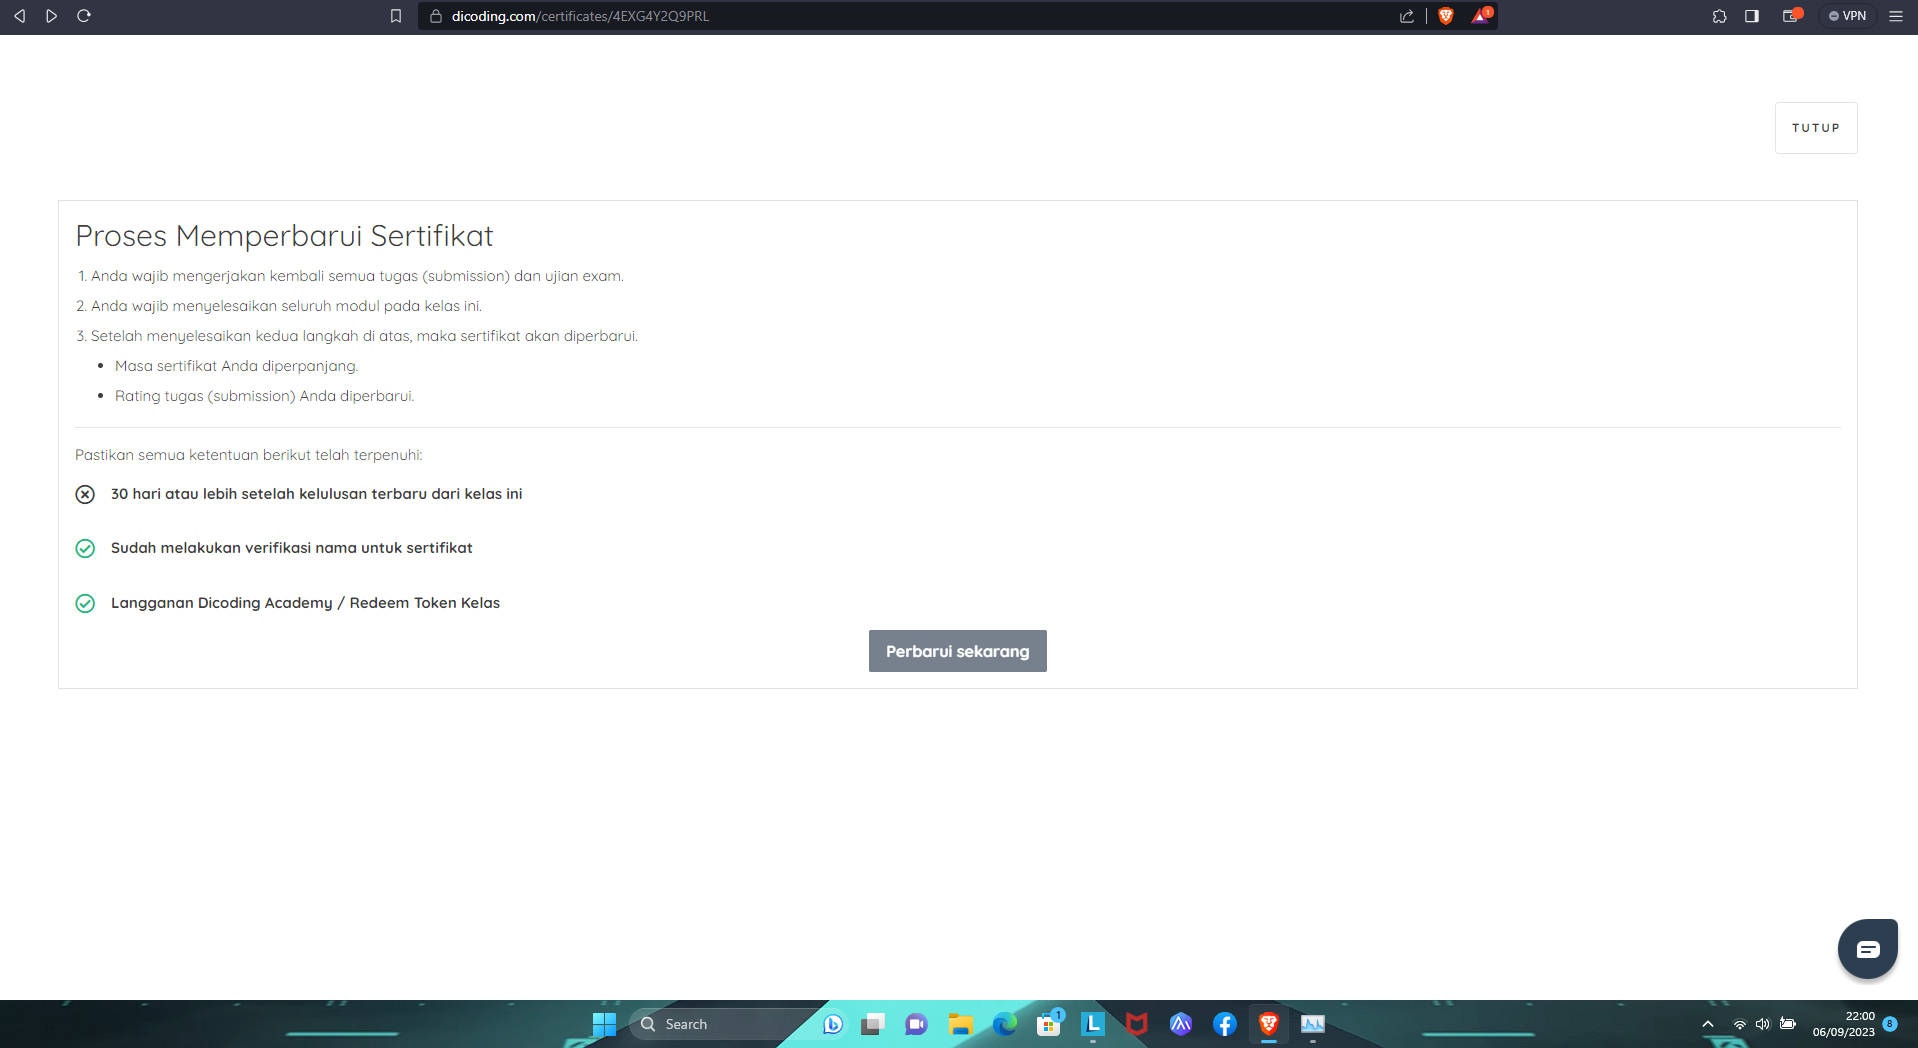 dicoding.com/certificates/4EXG4Y2Q9PRL
1
VPN
TUTUP
Proses Memperbarui Sertifikat
1. Anda wajib mengerjakan kembali semua tugas (submission) dan ujian exam.
2. Anda wajib menyelesaikan seluruh modul pada kelas ini.
3. Setelah menyelesaikan kedua langkah di atas, maka sertifikat akan diperbarui.
• Masa sertifikat Anda diperpanjang.
• Rating tugas (submission) Anda diperbarui.
Pastikan semua ketentuan berikut telah terpenuhi:
30 hari atau lebih setelah kelulusan terbaru dari kelas ini
Sudah melakukan verifikasi nama untuk sertifikat
Langganan Dicoding Academy / Redeem Token Kelas
Perbarui sekarang
Search
1
L
22:00
06/09/2023
8